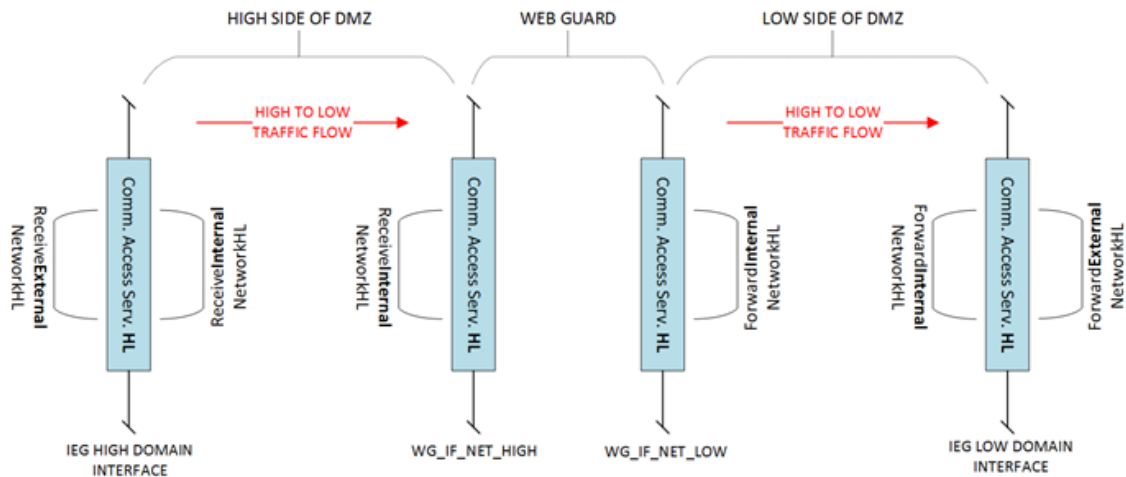 HIGH SIDE OF DMZ
WEB GUARD
LOW SIDE OF DMZ
HIGH TO LOW
TRAFFIC FLOW
HIGH TO LOW
TRAFFIC FLOW
ReceiveExternal
NetworkHL
Comm. Access Serv. HL
ReceiveInternal
NetworkHL
ReceiveInternal
NetworkHL
Comm. Access Serv. HL
Comm. Access Serv. HL
ForwardInternal
NetworkHL
ForwardInternal
NetworkHL
Comm. Access Serv. HL
ForwardExternal
NetworkHL
IEG HIGH DOMAIN
INTERFACE
WG_IF_NET_HIGH
WG_IF_NET_LOW
IEG LOW DOMAIN
INTERFACE